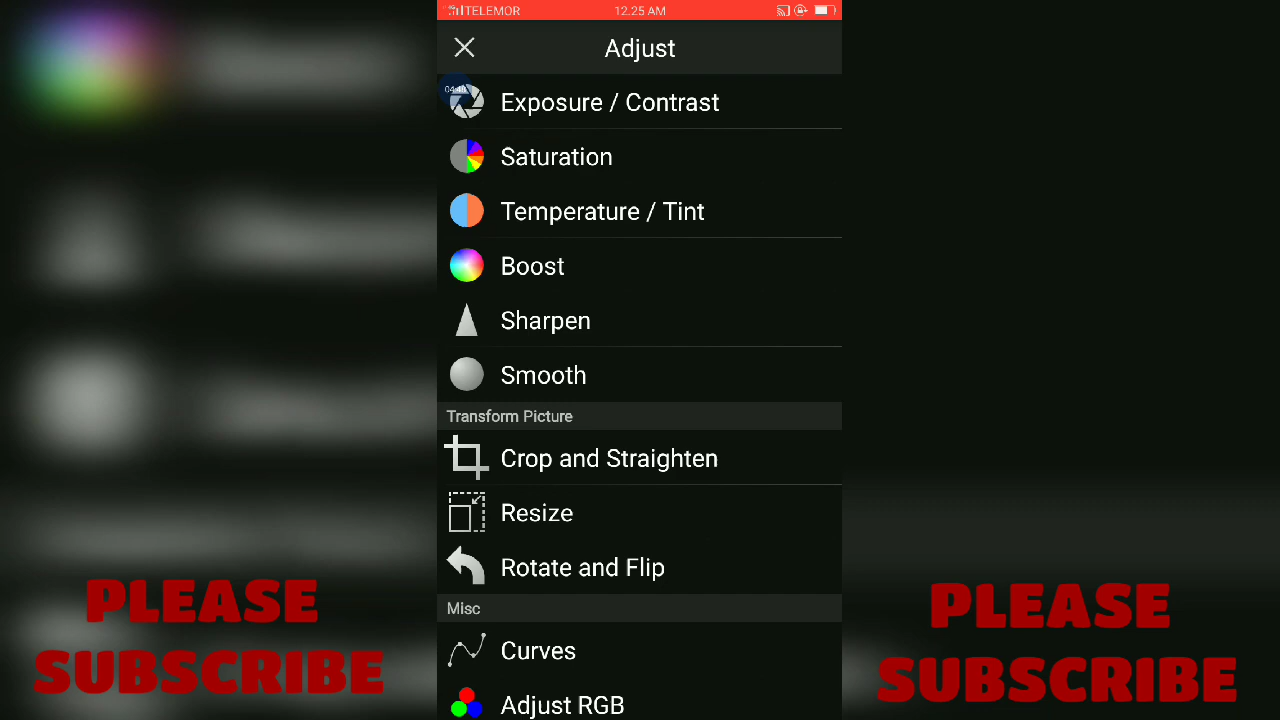 TELEMOR
12.25 AM
Adjust
Exposure / Contrast
Saturation
Temperature / Tint
Boost
Sharpen
Smooth
Transform Picture
Crop and Straighten
Resize
Rotate and Flip
Misc
Curves
Adjust RGB
PLEASE
SUBSCRIBE
PLEASE
SUBSCRIBE